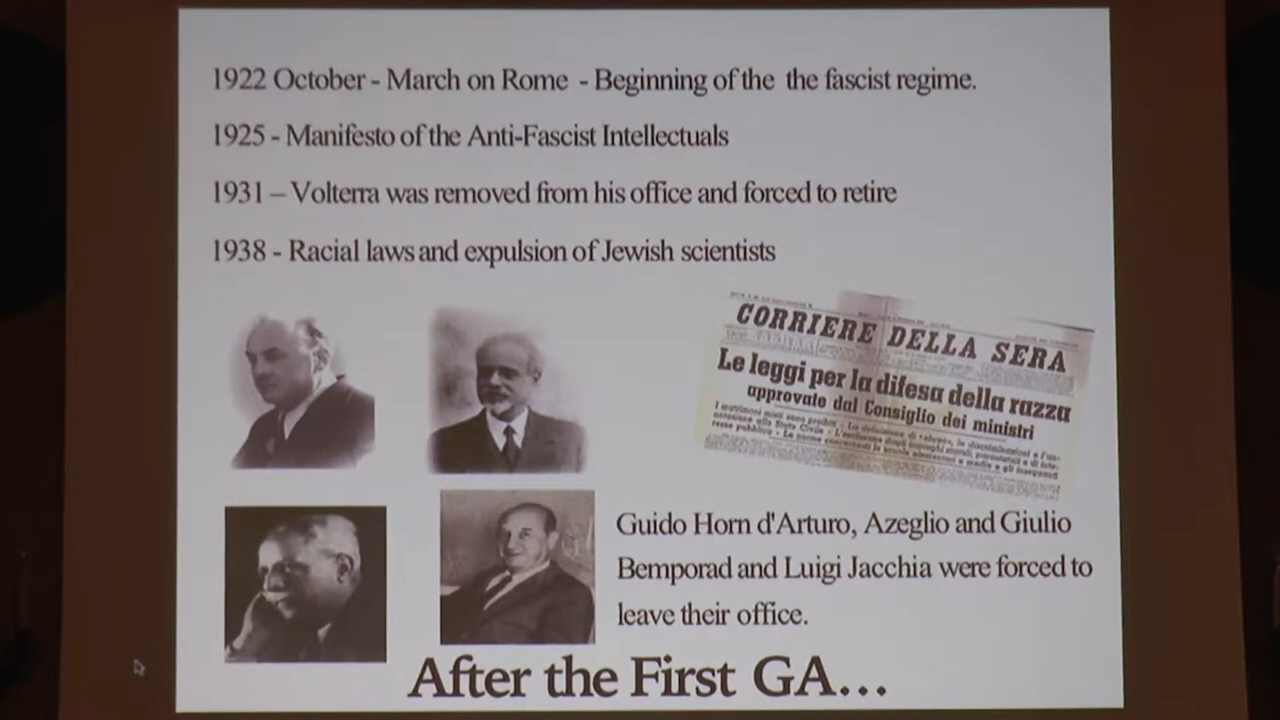 1922 October - March on Rome - Beginning of the the fascist regime.
1925 - Manifesto of the Anti-Fascist Intellectuals
1931 – Volterra was removed from his office and forced to retire
1938 - Racial laws and expulsion of Jewish scientists
CORRIERE DELLA SERA
Le leggi per la difesa della razza
approvate dal Consiglio dei ministri
Guido Horn d'Arturo, Azeglio and Giulio
Bemporad and Luigi Jacchia were forced to
leave their office.
After the First GA...